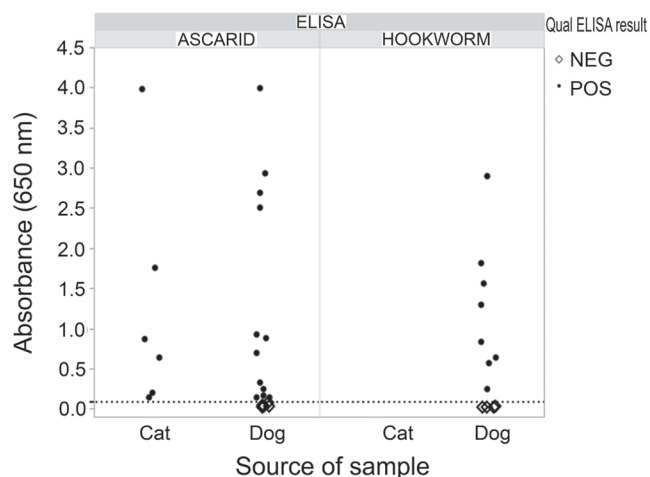 ELISA
ASCARID HOOKWORM
Qual ELISA result
NEG
POS
Absorbance (650 nm)
4.5
4.0
3.5
3.0
2.5
2.0
1.5
1.0
0.5
0.0
Cat Dog Cat Dog
Source of sample